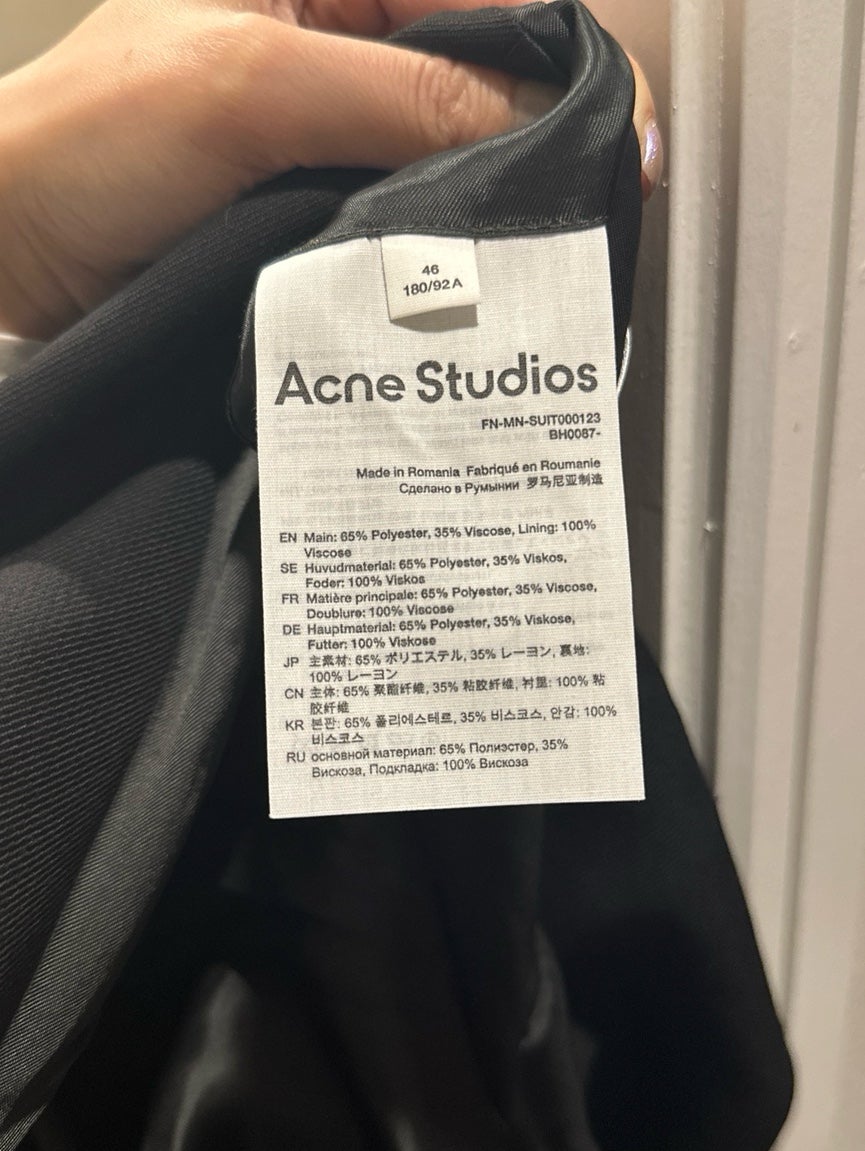 46
180/92A
Acne Studios
FN-MN-SUIT000123
BH0087-
Made in Romania Fabriqué en Roumanie
Сделано в Румынии 罗马尼亚制造
EN Main: 65% Polyester, 35% Viscose, Lining: 100%
Viscose
SE Huvudmaterial: 65% Polyester, 35% Viskos,
Foder: 100% Viskos
FR Matière principale: 65% Polyester, 35% Viscose,
Doublure: 100% Viscose
DE Hauptmaterial: 65% Polyester, 35% Viskose,
Futter: 100% Viskose
JP 主素材: 65% ポリエステル, 35% レーヨン, 裏地:
100% レーヨン
CN 主体: 65% 聚酯纤维, 35% 粘胶纤维, 衬里: 100% 粘
胶纤维
KR 본판: 65% 폴리에스테르, 35% 비스코스, 안감: 100%
비스코스
RU основной материал: 65% Полиэстер, 35%
Вискоза, Подкладка: 100% Вискоза